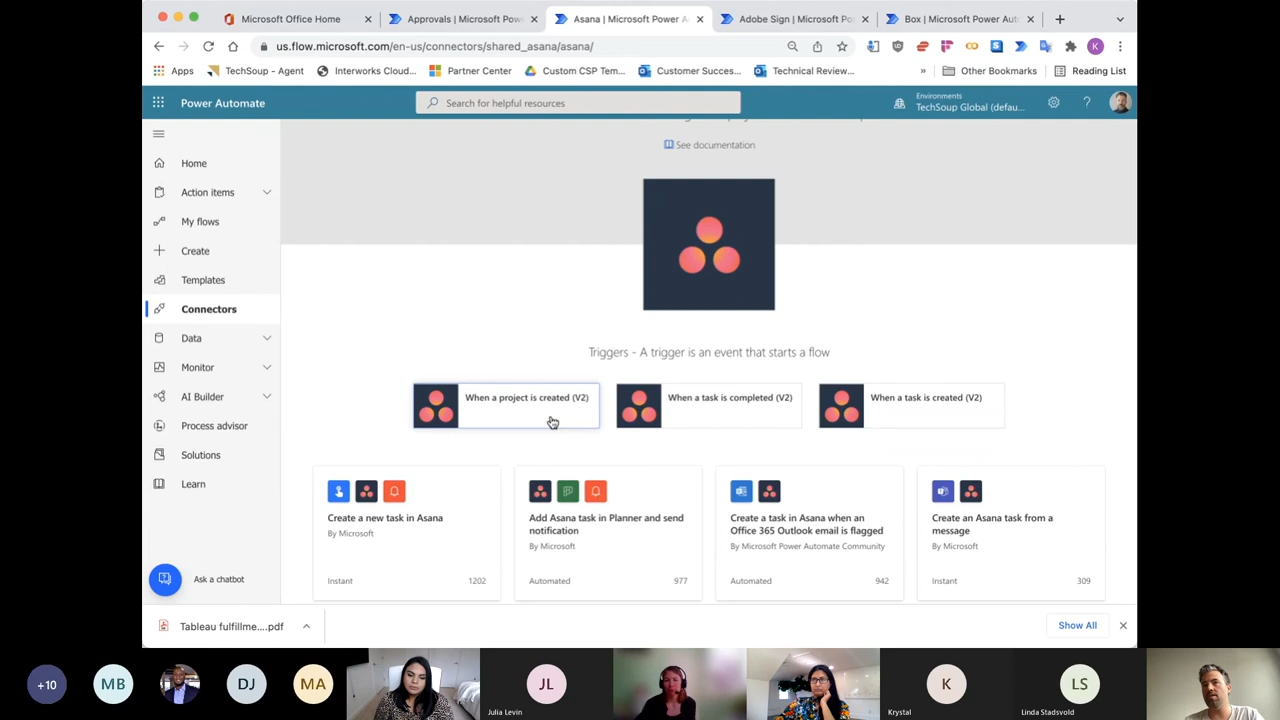 Microsoft Office Home
Approvals | Microsoft Pow
Asana | Microsoft Power A
Adobe Sign | Microsoft Po
Box | Microsoft Power Aut
us.flow.microsoft.com/en-us/connectors/shared_asana/asana/
K
Apps
TechSoup - Agent
Interworks Cloud...
Partner Center
Custom CSP Tem...
Customer Succes...
Technical Review...
»
Other Bookmarks
Reading List
Power Automate
Search for helpful resources
Environments
TechSoup Global (defau...
?
Home
Action items
My flows
Create
Templates
Connectors
Data
Monitor
AI Builder
Process advisor
Solutions
Learn
Ask a chatbot
See documentation
Triggers - A trigger is an event that starts a flow
When a project is created (V2)
When a task is completed (V2)
When a task is created (V2)
Create a new task in Asana
By Microsoft
Instant
1202
Add Asana task in Planner and send
notification
By Microsoft
Automated
977
Create a task in Asana when an
Office 365 Outlook email is flagged
By Microsoft Power Automate Community
Automated
942
Create an Asana task from a
message
By Microsoft
Instant
309
Tableau fulfillme....pdf
Show All
+10
MB
DJ
MA
JL
Julia Levin
K
Krystal
LS
Linda Stadsvold